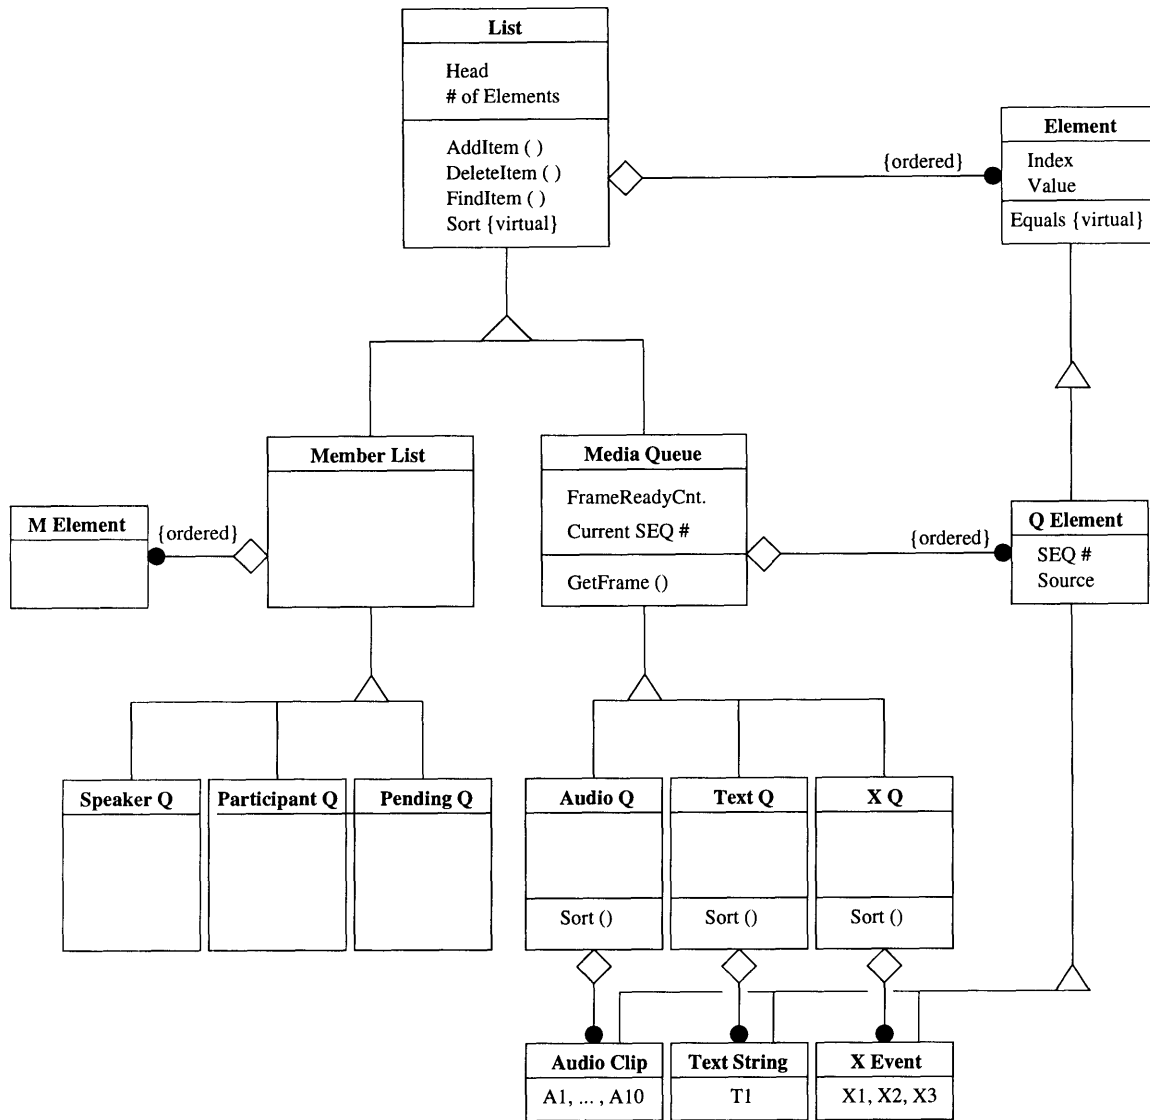 List
Head
# of Elements
AddItem ( )
DeleteItem ( )
FindItem ( )
Sort {virtual}
{ordered}
Element
Index
Value
Equals {virtual}
Member List
Media Queue
FrameReadyCnt.
Current SEQ #
GetFrame ()
M Element
{ordered}
{ordered}
Q Element
SEQ #
Source
Speaker Q
Participant Q
Pending Q
Audio Q
Sort ()
Text Q
Sort ()
X Q
Sort ()
Audio Clip
A1, ... , A10
Text String
T1
X Event
X1, X2, X3